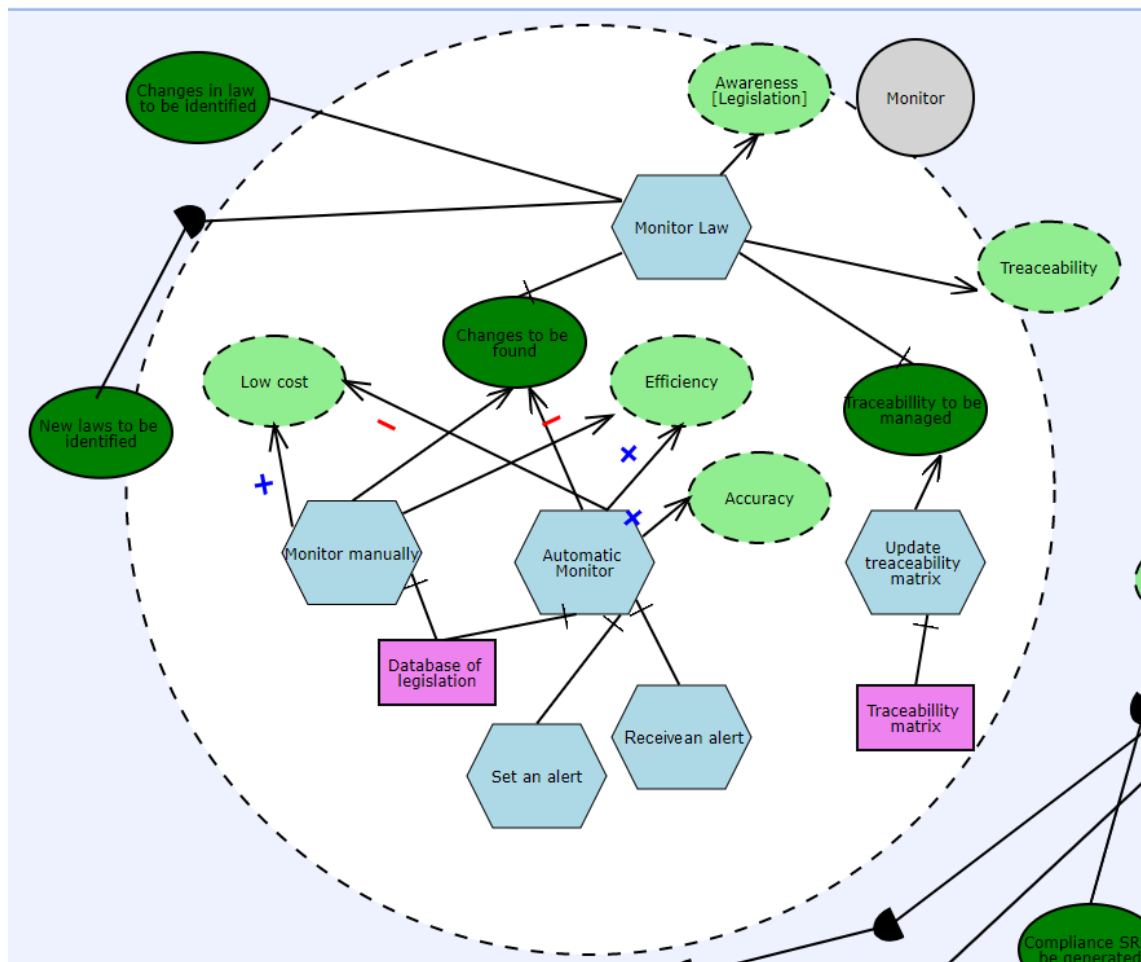 Changes in law
to be identified
Awareness
[Legislation]
Monitor
Monitor Law
Treaceability
Changes to be
found
Low cost
Efficiency
New laws to be
identified
Traceabillity to be
managed
Accuracy
Monitor manually
Automatic
Monitor
Update
treaceability
matrix
Database of
legislation
Receivean alert
Traceabillity
matrix
Set an alert
Compliance SR
be generated